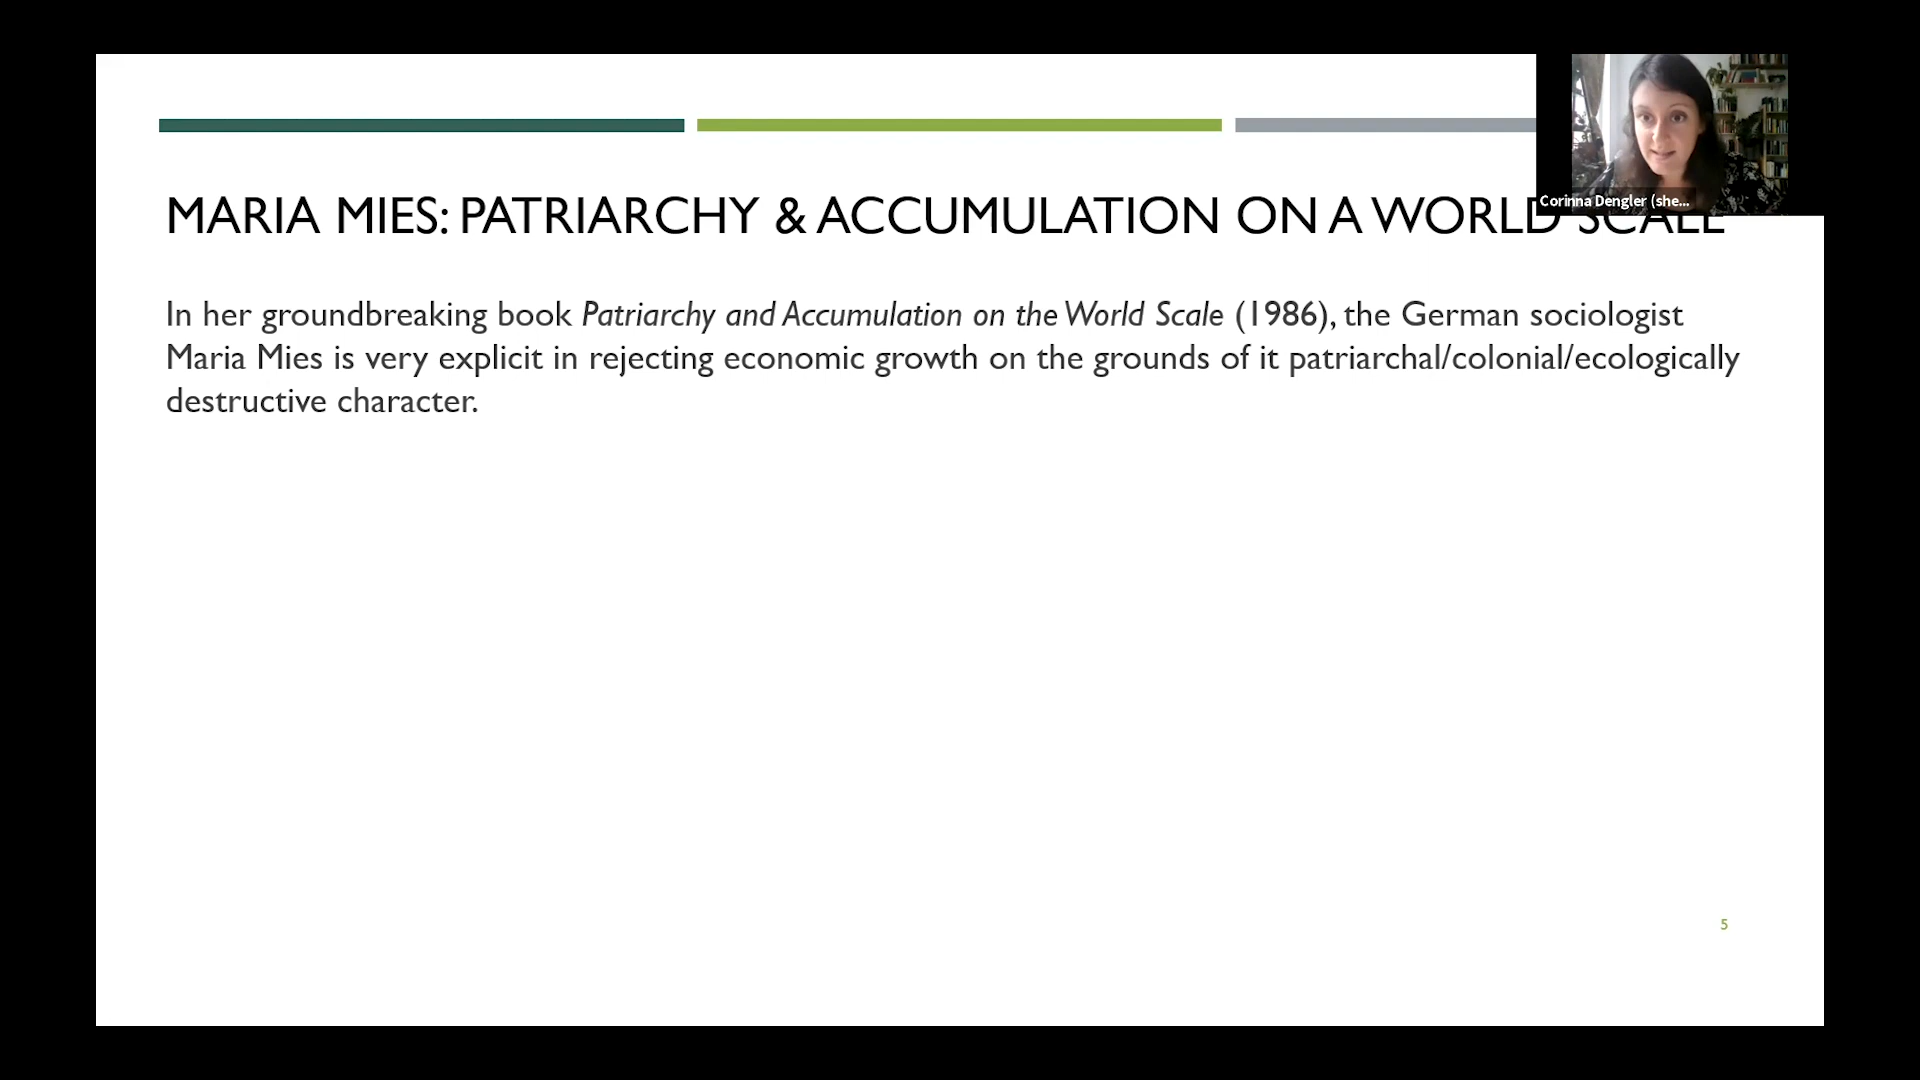 Corinna Dengler (she...
MARIA MIES: PATRIARCHY & ACCUMULATION ON A WORLD SCALE
In her groundbreaking book Patriarchy and Accumulation on the World Scale (1986), the German sociologist
Maria Mies is very explicit in rejecting economic growth on the grounds of it patriarchal/colonial/ecologically
destructive character.
5